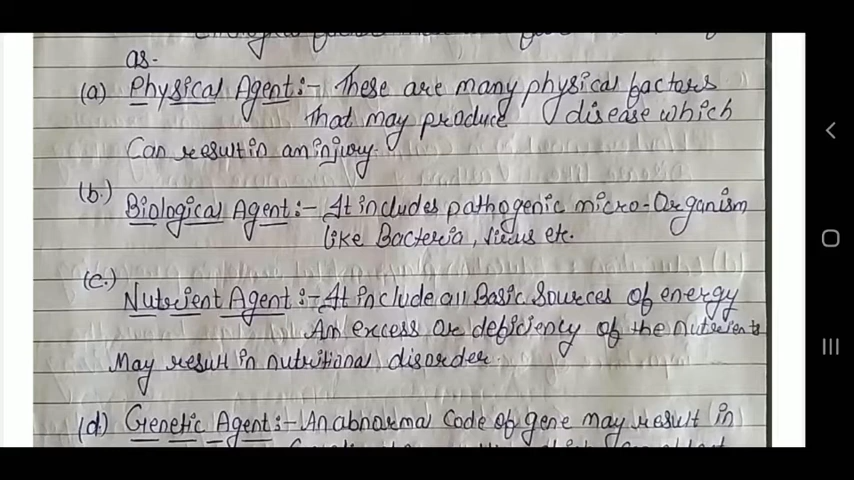 as-
(a) Physical Agent:- These are many physical factors
That may produce disease which
Can result in an injury.
(b.) Biological Agent:- It includes pathogenic micro-Organism
like Bacteria, virus etc.
(c.) Nutrient Agent:- It include all Basic Sources of energy
An excess or deficiency of the nutrients
May result in nutritional disorder.
(d.) Genetic Agent:- An abnormal Code of gene may result in